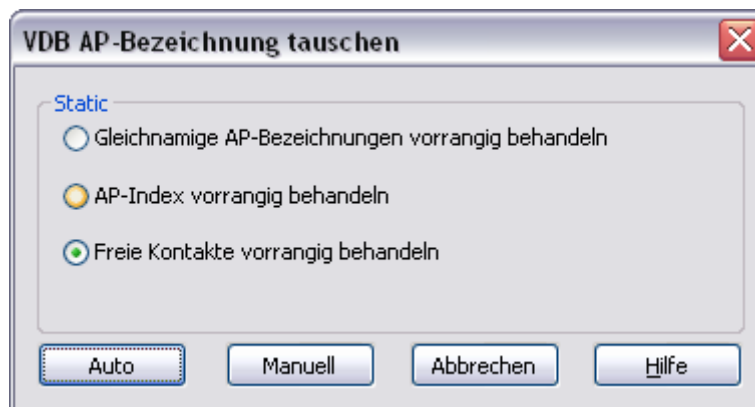 VDB AP-Bezeichnung tauschen
Static
Gleichnamige AP-Bezeichnungen vorrangig behandeln
AP-Index vorrangig behandeln
Freie Kontakte vorrangig behandeln
Auto Manuell Abbrechen Hilfe